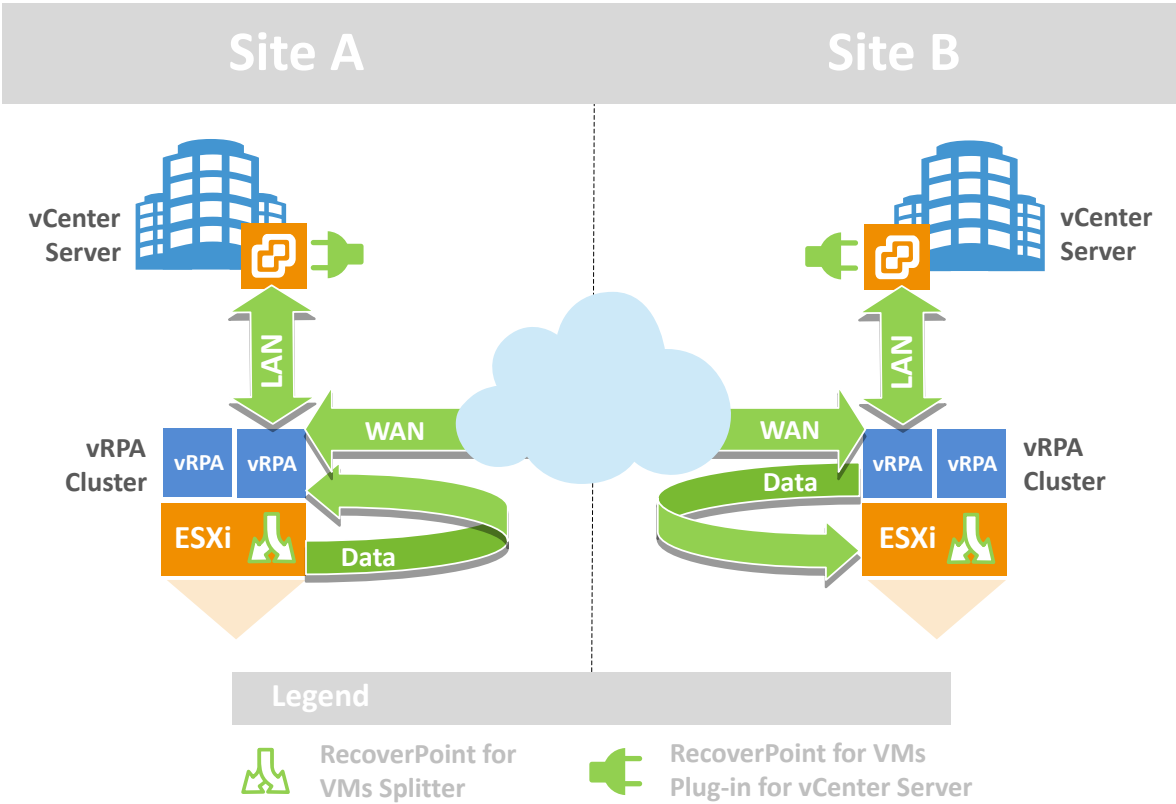 Site A
Site B
vCenter
Server
vCenter
Server
LAN
LAN
WAN
WAN
vRPA
Cluster
vRPA
vRPA
vRPA
vRPA
vRPA
Cluster
Data
ESXi
Data
ESXi
Legend
RecoverPoint for
VMs Splitter
RecoverPoint for VMs
Plug-in for vCenter Server